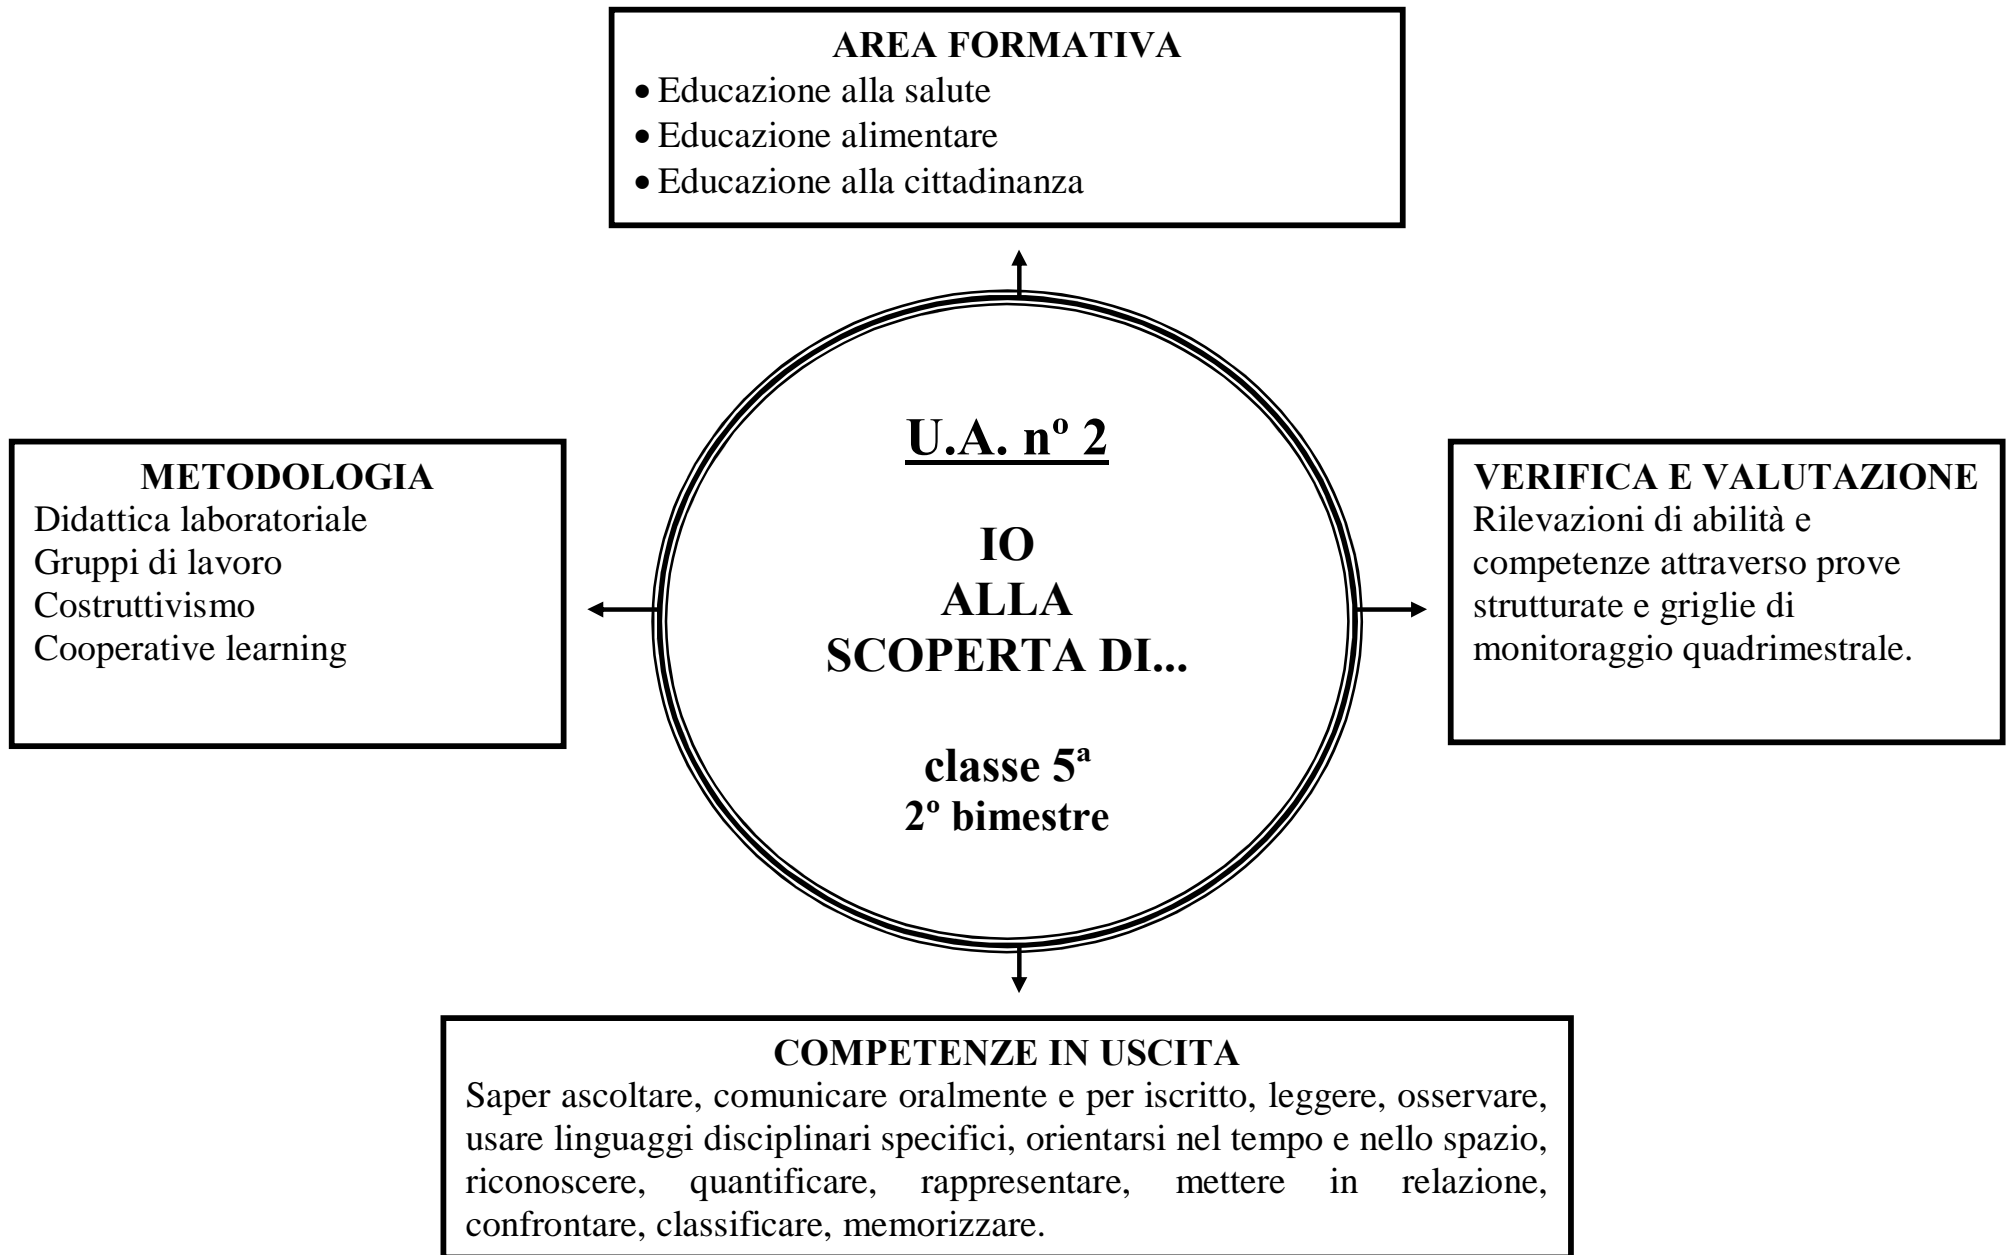 AREA FORMATIVA
• Educazione alla salute
• Educazione alimentare
• Educazione alla cittadinanza
METODOLOGIA
Didattica laboratoriale
Gruppi di lavoro
Costruttivismo
Cooperative learning
U.A. nº 2
IO
ALLA
SCOPERTA DI...
classe 5ª
2º bimestre
VERIFICA E VALUTAZIONE
Rilevazioni di abilità e
competenze attraverso prove
strutturate e griglie di
monitoraggio quadrimestrale.
COMPETENZE IN USCITA
Saper ascoltare, comunicare oralmente e per iscritto, leggere, osservare,
usare linguaggi disciplinari specifici, orientarsi nel tempo e nello spazio,
riconoscere, quantificare, rappresentare, mettere in relazione,
confrontare, classificare, memorizzare.